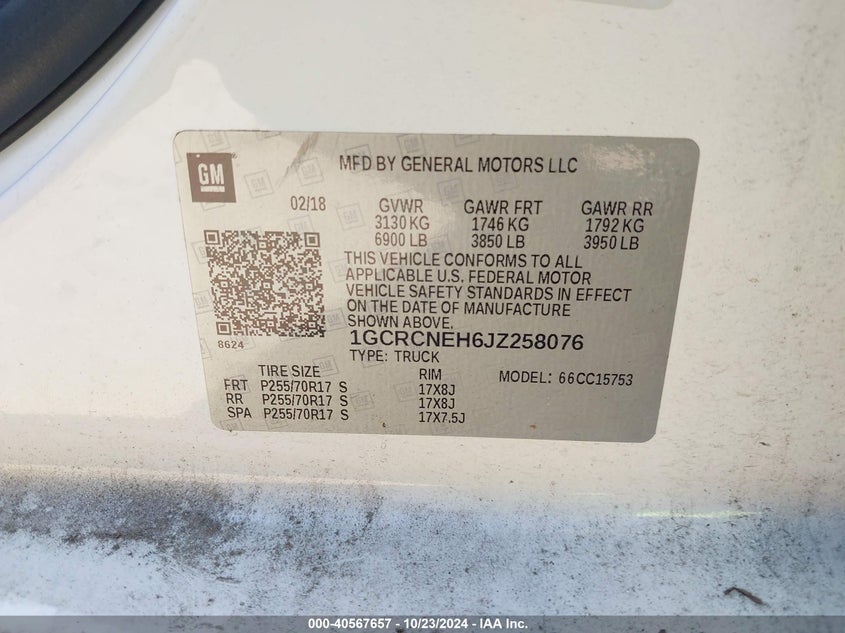 GM
MFD BY GENERAL MOTORS LLC
02/18 GVWR GAWR FRT GAWR RR
3130 KG 1746 KG 1792 KG
6900 LB 3850 LB 3950 LB
THIS VEHICLE CONFORMS TO ALL
APPLICABLE U.S. FEDERAL MOTOR
VEHICLE SAFETY STANDARDS IN EFFECT
ON THE DATE OF MANUFACTURE
SHOWN ABOVE.
8624
1GCRCNEH6JZ258076
TYPE: TRUCK
TIRE SIZE RIM MODEL: 66CC15753
FRT P255/70R17 S 17X8J
RR P255/70R17 S 17X8J
SPA P255/70R17 S 17X7.5J
000-40567657 - 10/23/2024 - IAA Inc.